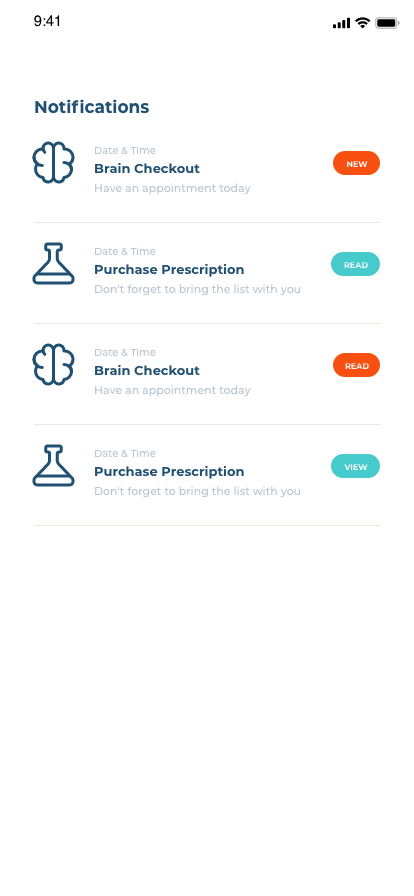 9:41
Notifications
Date & Time
Brain Checkout
NEW
Have an appointment today
Date & Time
Purchase Prescription
READ
Don't forget to bring the list with you
Date & Time
Brain Checkout
READ
Have an appointment today
Date & Time
Purchase Prescription
VIEW
Don't forget to bring the list with you